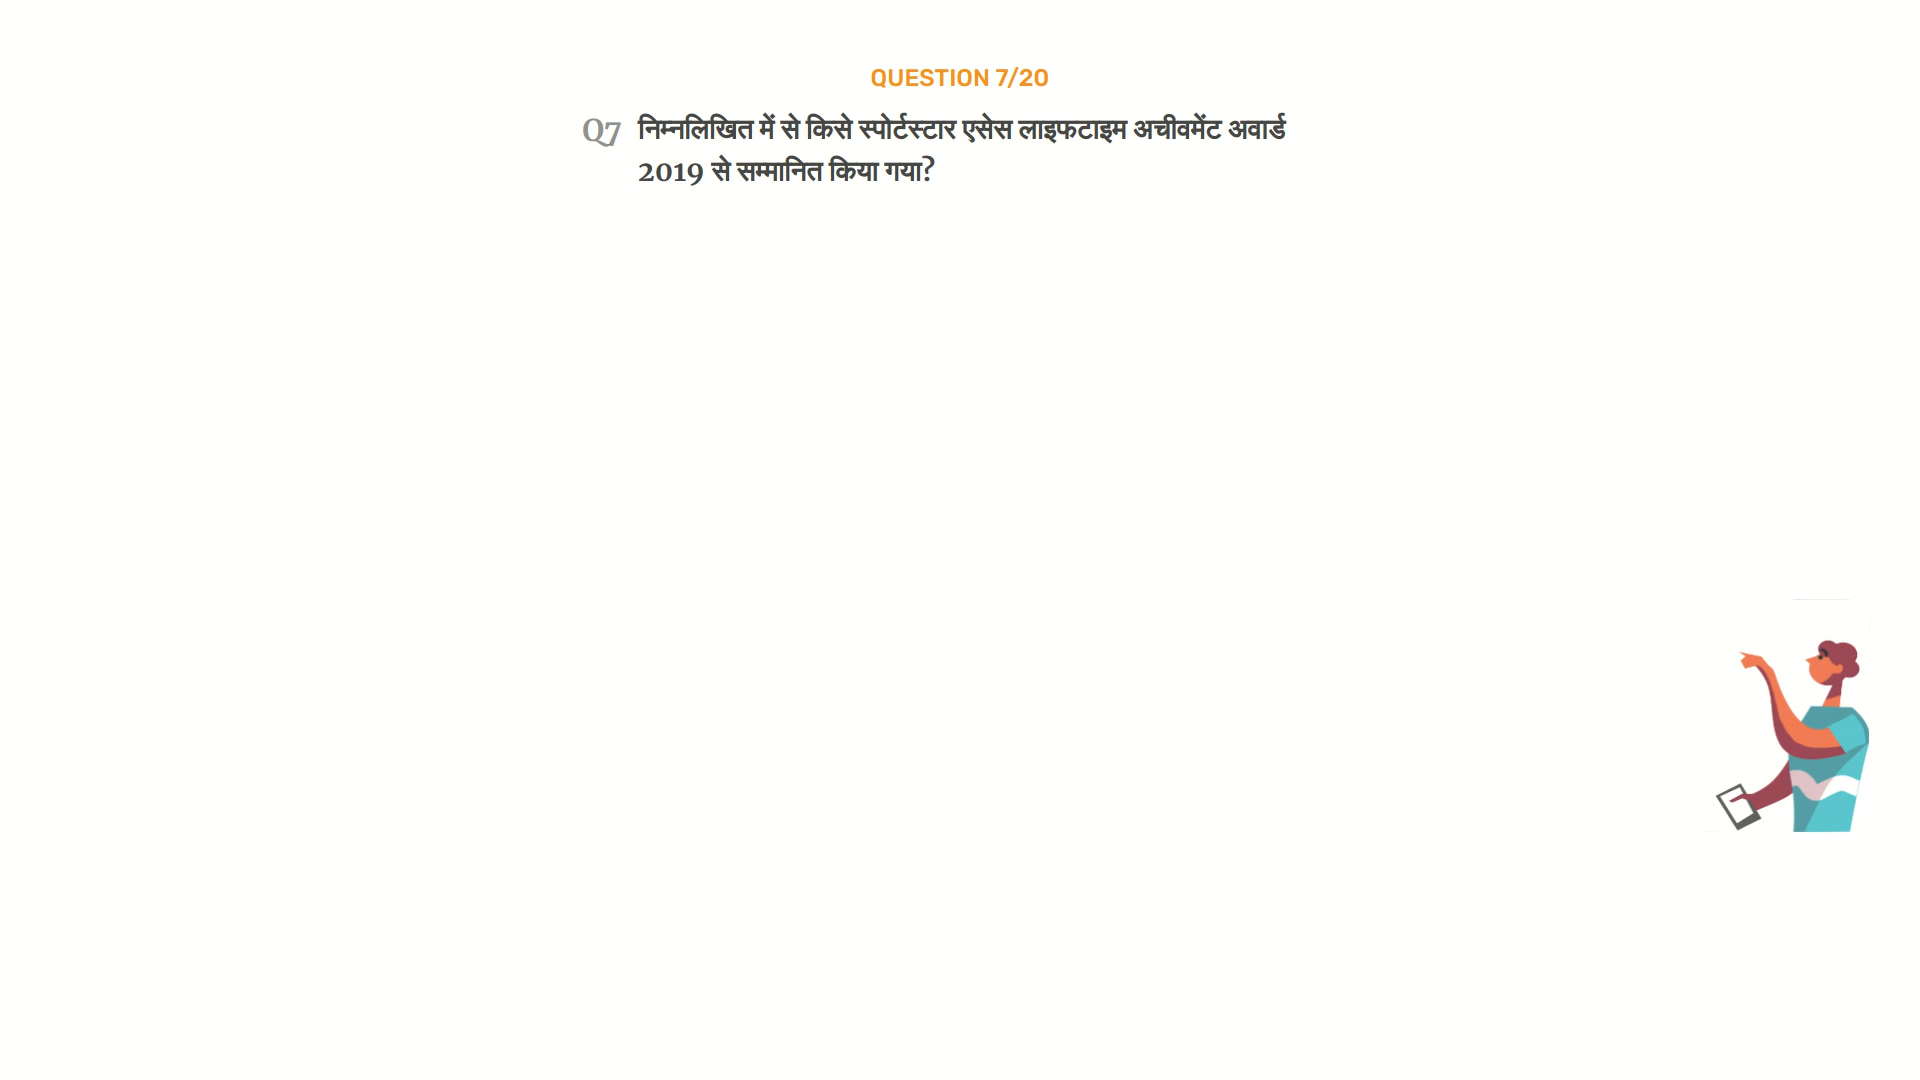 QUESTION 7/20
Q7 निम्नलिखित में से किसे स्पोर्टस्टार एसेस लाइफटाइम अचीवमेंट अवार्ड
2019 से सम्मानित किया गया?